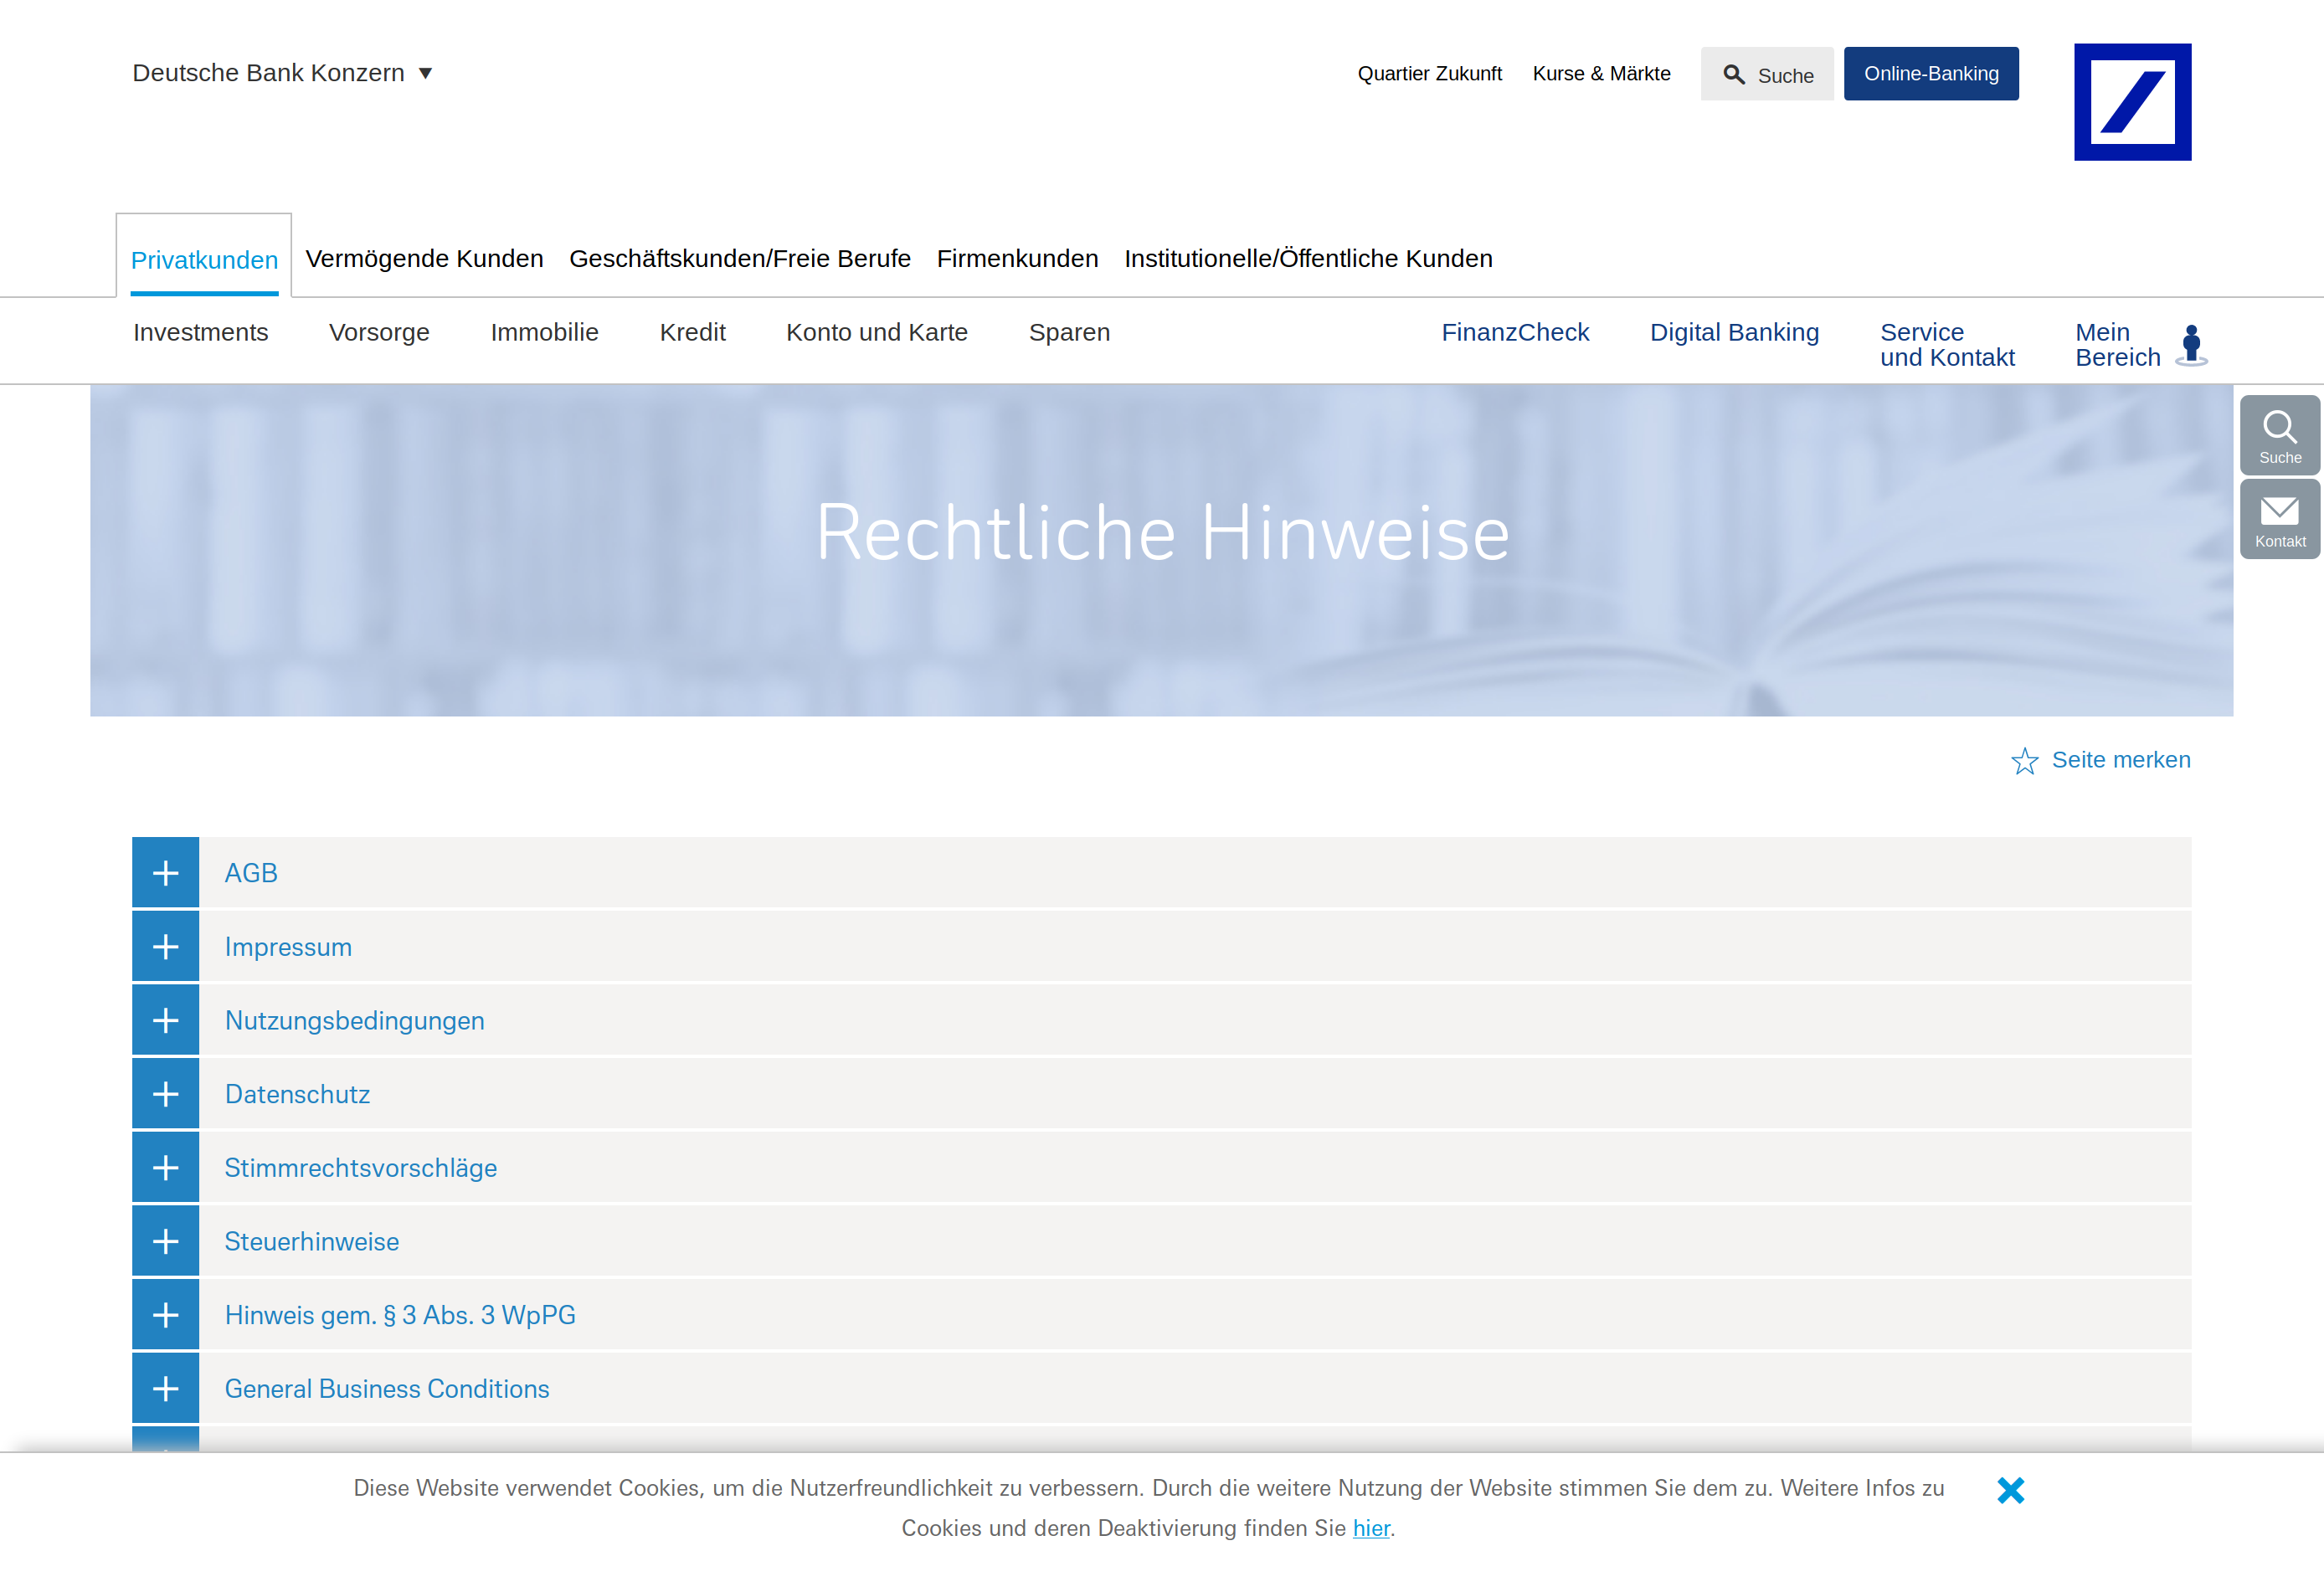 Deutsche Bank Konzern
Quartier Zukunft
Kurse & Märkte
Suche
Online-Banking
Privatkunden
Vermögende Kunden
Geschäftskunden/Freie Berufe
Firmenkunden
Institutionelle/Öffentliche Kunden
Investments
Vorsorge
Immobilie
Kredit
Konto und Karte
Sparen
FinanzCheck
Digital Banking
Service
und Kontakt
Mein
Bereich
Suche
Kontakt
Rechtliche Hinweise
Seite merken
AGB
Impressum
Nutzungsbedingungen
Datenschutz
Stimmrechtsvorschläge
Steuerhinweise
Hinweis gem. § 3 Abs. 3 WpPG
General Business Conditions
Diese Website verwendet Cookies, um die Nutzerfreundlichkeit zu verbessern. Durch die weitere Nutzung der Website stimmen Sie dem zu. Weitere Infos zu
Cookies und deren Deaktivierung finden Sie hier.